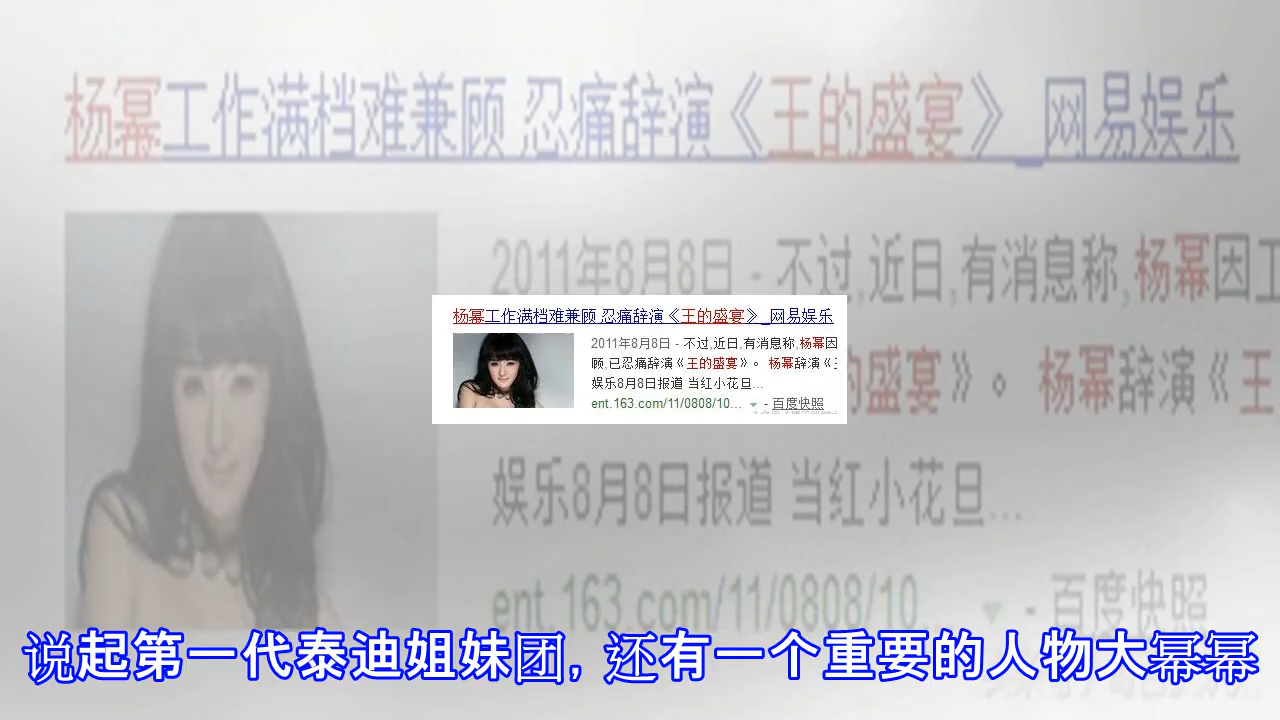 杨幂工作满档难兼顾 忍痛辞演《王的盛宴》_网易娱乐
2011年8月8日 - 不过,近日,有消息称,杨幂因工
的盛宴》。 杨幂辞演《王
娱乐8月8日报道 当红小花旦...
ent.163.com/11/0808/10... - 百度快照
杨幂工作满档难兼顾 忍痛辞演《王的盛宴》_网易娱乐
2011年8月8日 - 不过,近日,有消息称,杨幂因
顾,已忍痛辞演《王的盛宴》。 杨幂辞演《
娱乐8月8日报道 当红小花旦...
ent.163.com/11/0808/10... - 百度快照
说起第一代泰迪姐妹团, 还有一个重要的人物大幂幂